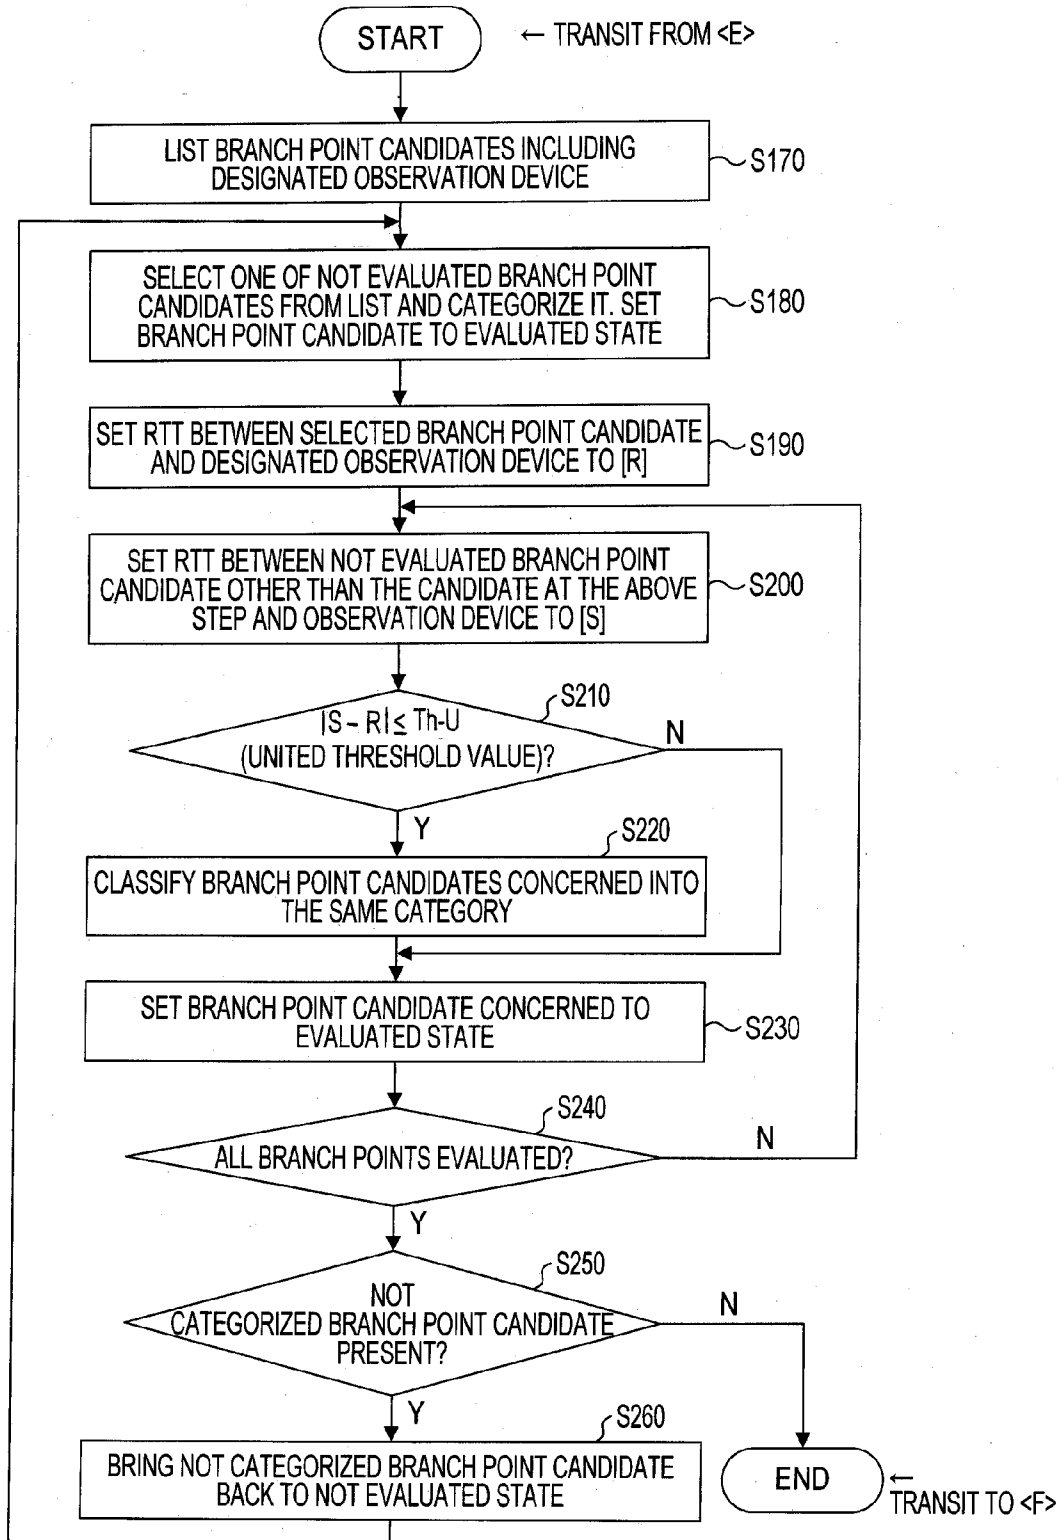 START
← TRANSIT FROM <E>
LIST BRANCH POINT CANDIDATES INCLUDING
DESIGNATED OBSERVATION DEVICE
S170
SELECT ONE OF NOT EVALUATED BRANCH POINT
CANDIDATES FROM LIST AND CATEGORIZE IT. SET
BRANCH POINT CANDIDATE TO EVALUATED STATE
S180
SET RTT BETWEEN SELECTED BRANCH POINT CANDIDATE
AND DESIGNATED OBSERVATION DEVICE TO [R]
S190
SET RTT BETWEEN NOT EVALUATED BRANCH POINT
CANDIDATE OTHER THAN THE CANDIDATE AT THE ABOVE
STEP AND OBSERVATION DEVICE TO [S]
S200
S210
|S – R| ≤ Th-U
(UNITED THRESHOLD VALUE)?
N
Y
S220
CLASSIFY BRANCH POINT CANDIDATES CONCERNED INTO
THE SAME CATEGORY
SET BRANCH POINT CANDIDATE CONCERNED TO
EVALUATED STATE
S230
S240
ALL BRANCH POINTS EVALUATED?
N
Y
S250
NOT
CATEGORIZED BRANCH POINT CANDIDATE
PRESENT?
N
Y
S260
BRING NOT CATEGORIZED BRANCH POINT CANDIDATE
BACK TO NOT EVALUATED STATE
END
←
TRANSIT TO <F>